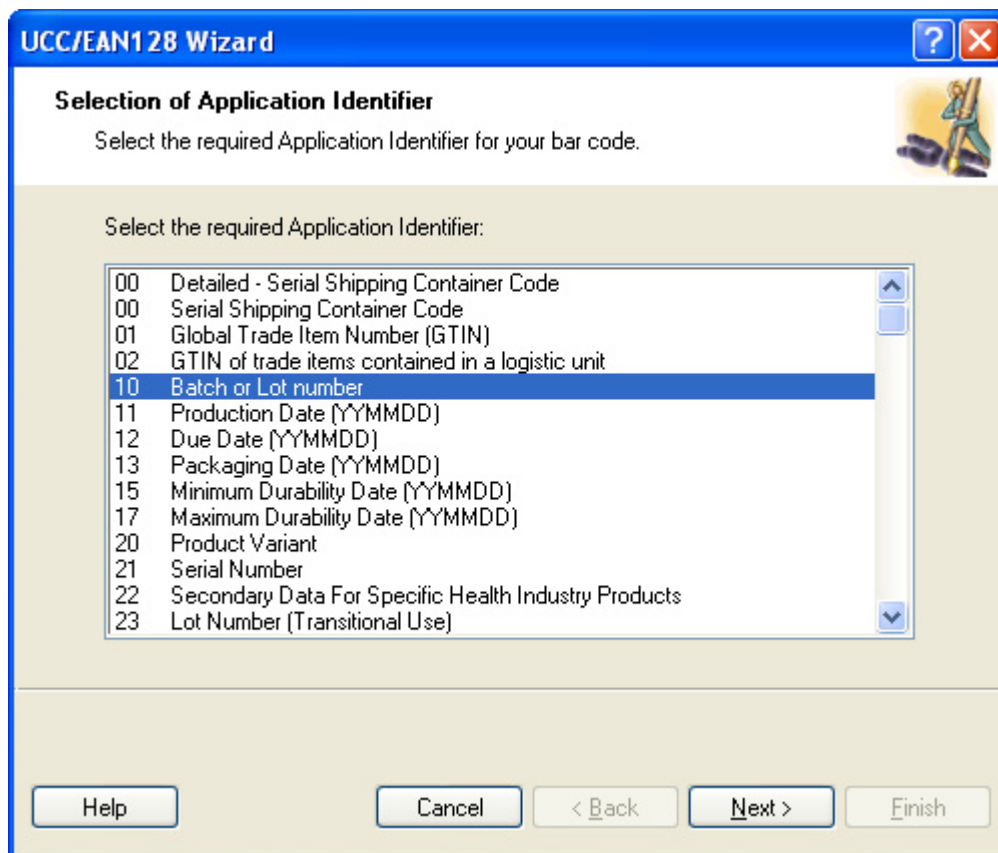 UCC/EAN128 Wizard
Selection of Application Identifier
Select the required Application Identifier for your bar code.
Select the required Application Identifier:
00 Detailed - Serial Shipping Container Code
00 Serial Shipping Container Code
01 Global Trade Item Number (GTIN)
02 GTIN of trade items contained in a logistic unit
10 Batch or Lot number
11 Production Date (YYMMDD)
12 Due Date (YYMMDD)
13 Packaging Date (YYMMDD)
15 Minimum Durability Date (YYMMDD)
17 Maximum Durability Date (YYMMDD)
20 Product Variant
21 Serial Number
22 Secondary Data For Specific Health Industry Products
23 Lot Number (Transitional Use)
Help Cancel < Back Next > Finish